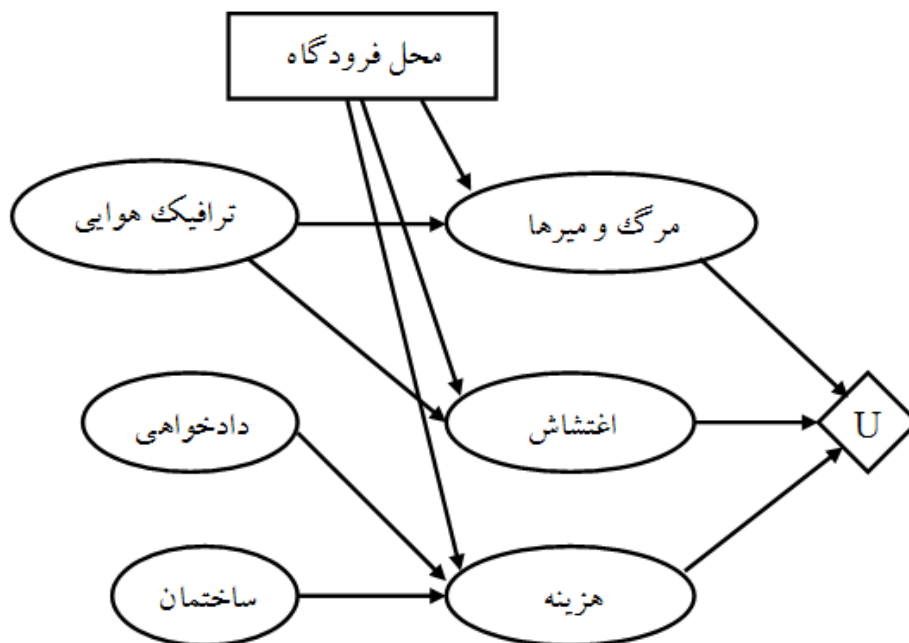 محل فرودگاه
ترافیک هوایی
مرگ و میرها
دادخواهی
اغتشاش
U
ساختمان
هزینه